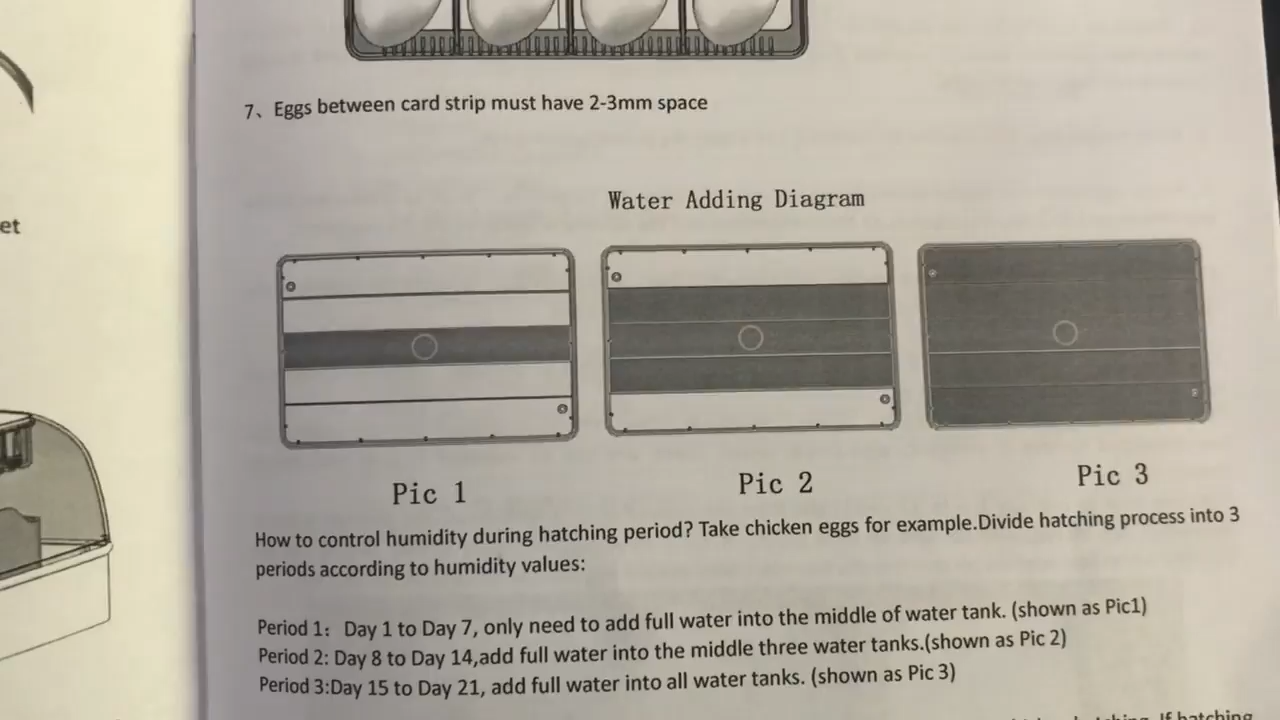 et
7、Eggs between card strip must have 2-3mm space
Water Adding Diagram
Pic 1
Pic 2
Pic 3
How to control humidity during hatching period? Take chicken eggs for example.Divide hatching process into 3
periods according to humidity values:
Period 1: Day 1 to Day 7, only need to add full water into the middle of water tank. (shown as Pic1)
Period 2: Day 8 to Day 14,add full water into the middle three water tanks.(shown as Pic 2)
Period 3:Day 15 to Day 21, add full water into all water tanks. (shown as Pic 3)
If hatching